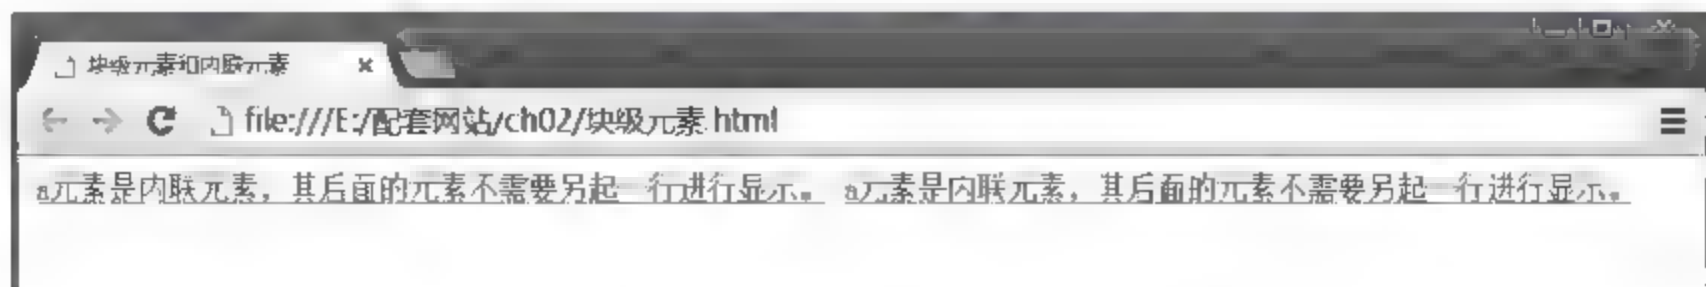 块级元素和内联元素
file:///E:/配套网站/ch02/块级元素.html
a元素是内联元素，其后面的元素不需要另起一行进行显示。 a元素是内联元素，其后面的元素不需要另起一行进行显示。